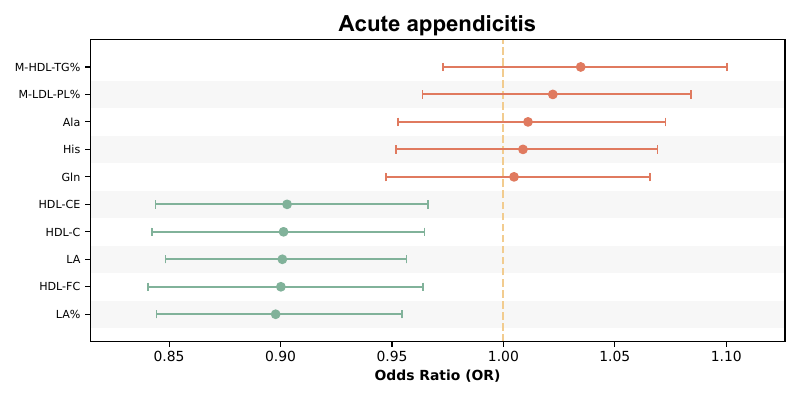 Acute appendicitis
M-HDL-TG%
M-LDL-PL%
Ala
His
Gln
HDL-CE
HDL-C
LA
HDL-FC
LA%
0.85 0.90 0.95 1.00 1.05 1.10
Odds Ratio (OR)